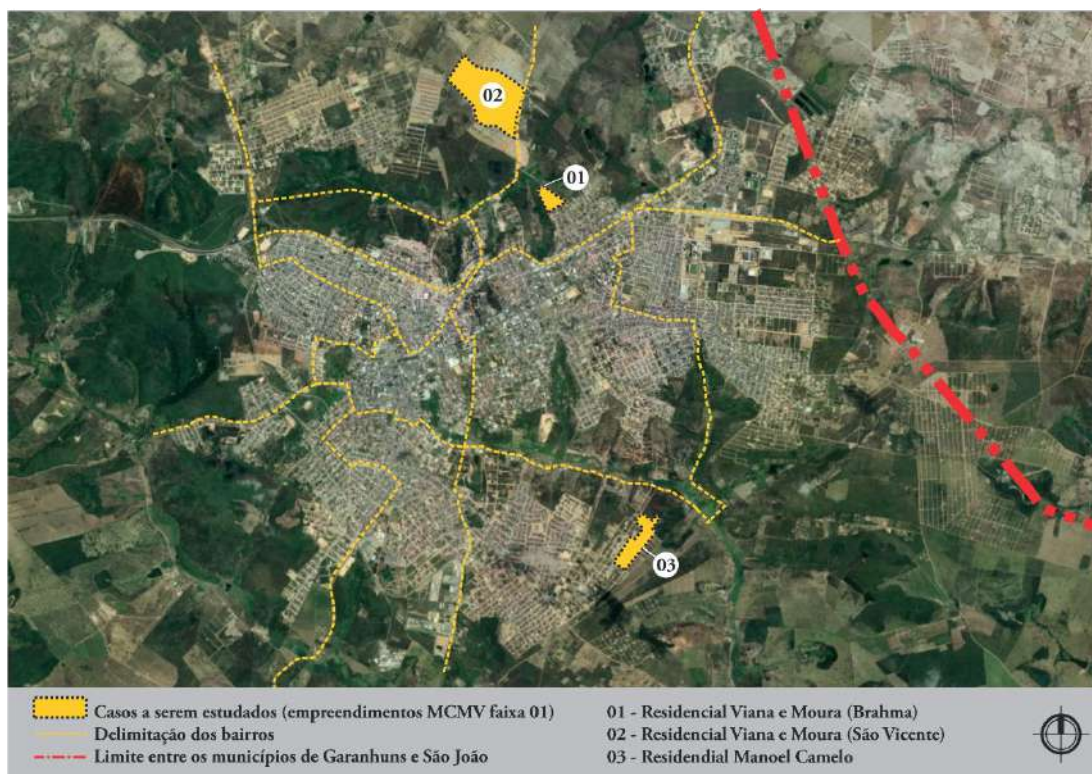 02
01
03
Casos a serem estudados (empreendimentos MCMV faixa 01)
Delimitação dos bairros
Limite entre os municípios de Garanhuns e São João
01 - Residencial Viana e Moura (Brahma)
02 - Residencial Viana e Moura (São Vicente)
03 - Residendial Manoel Camelo